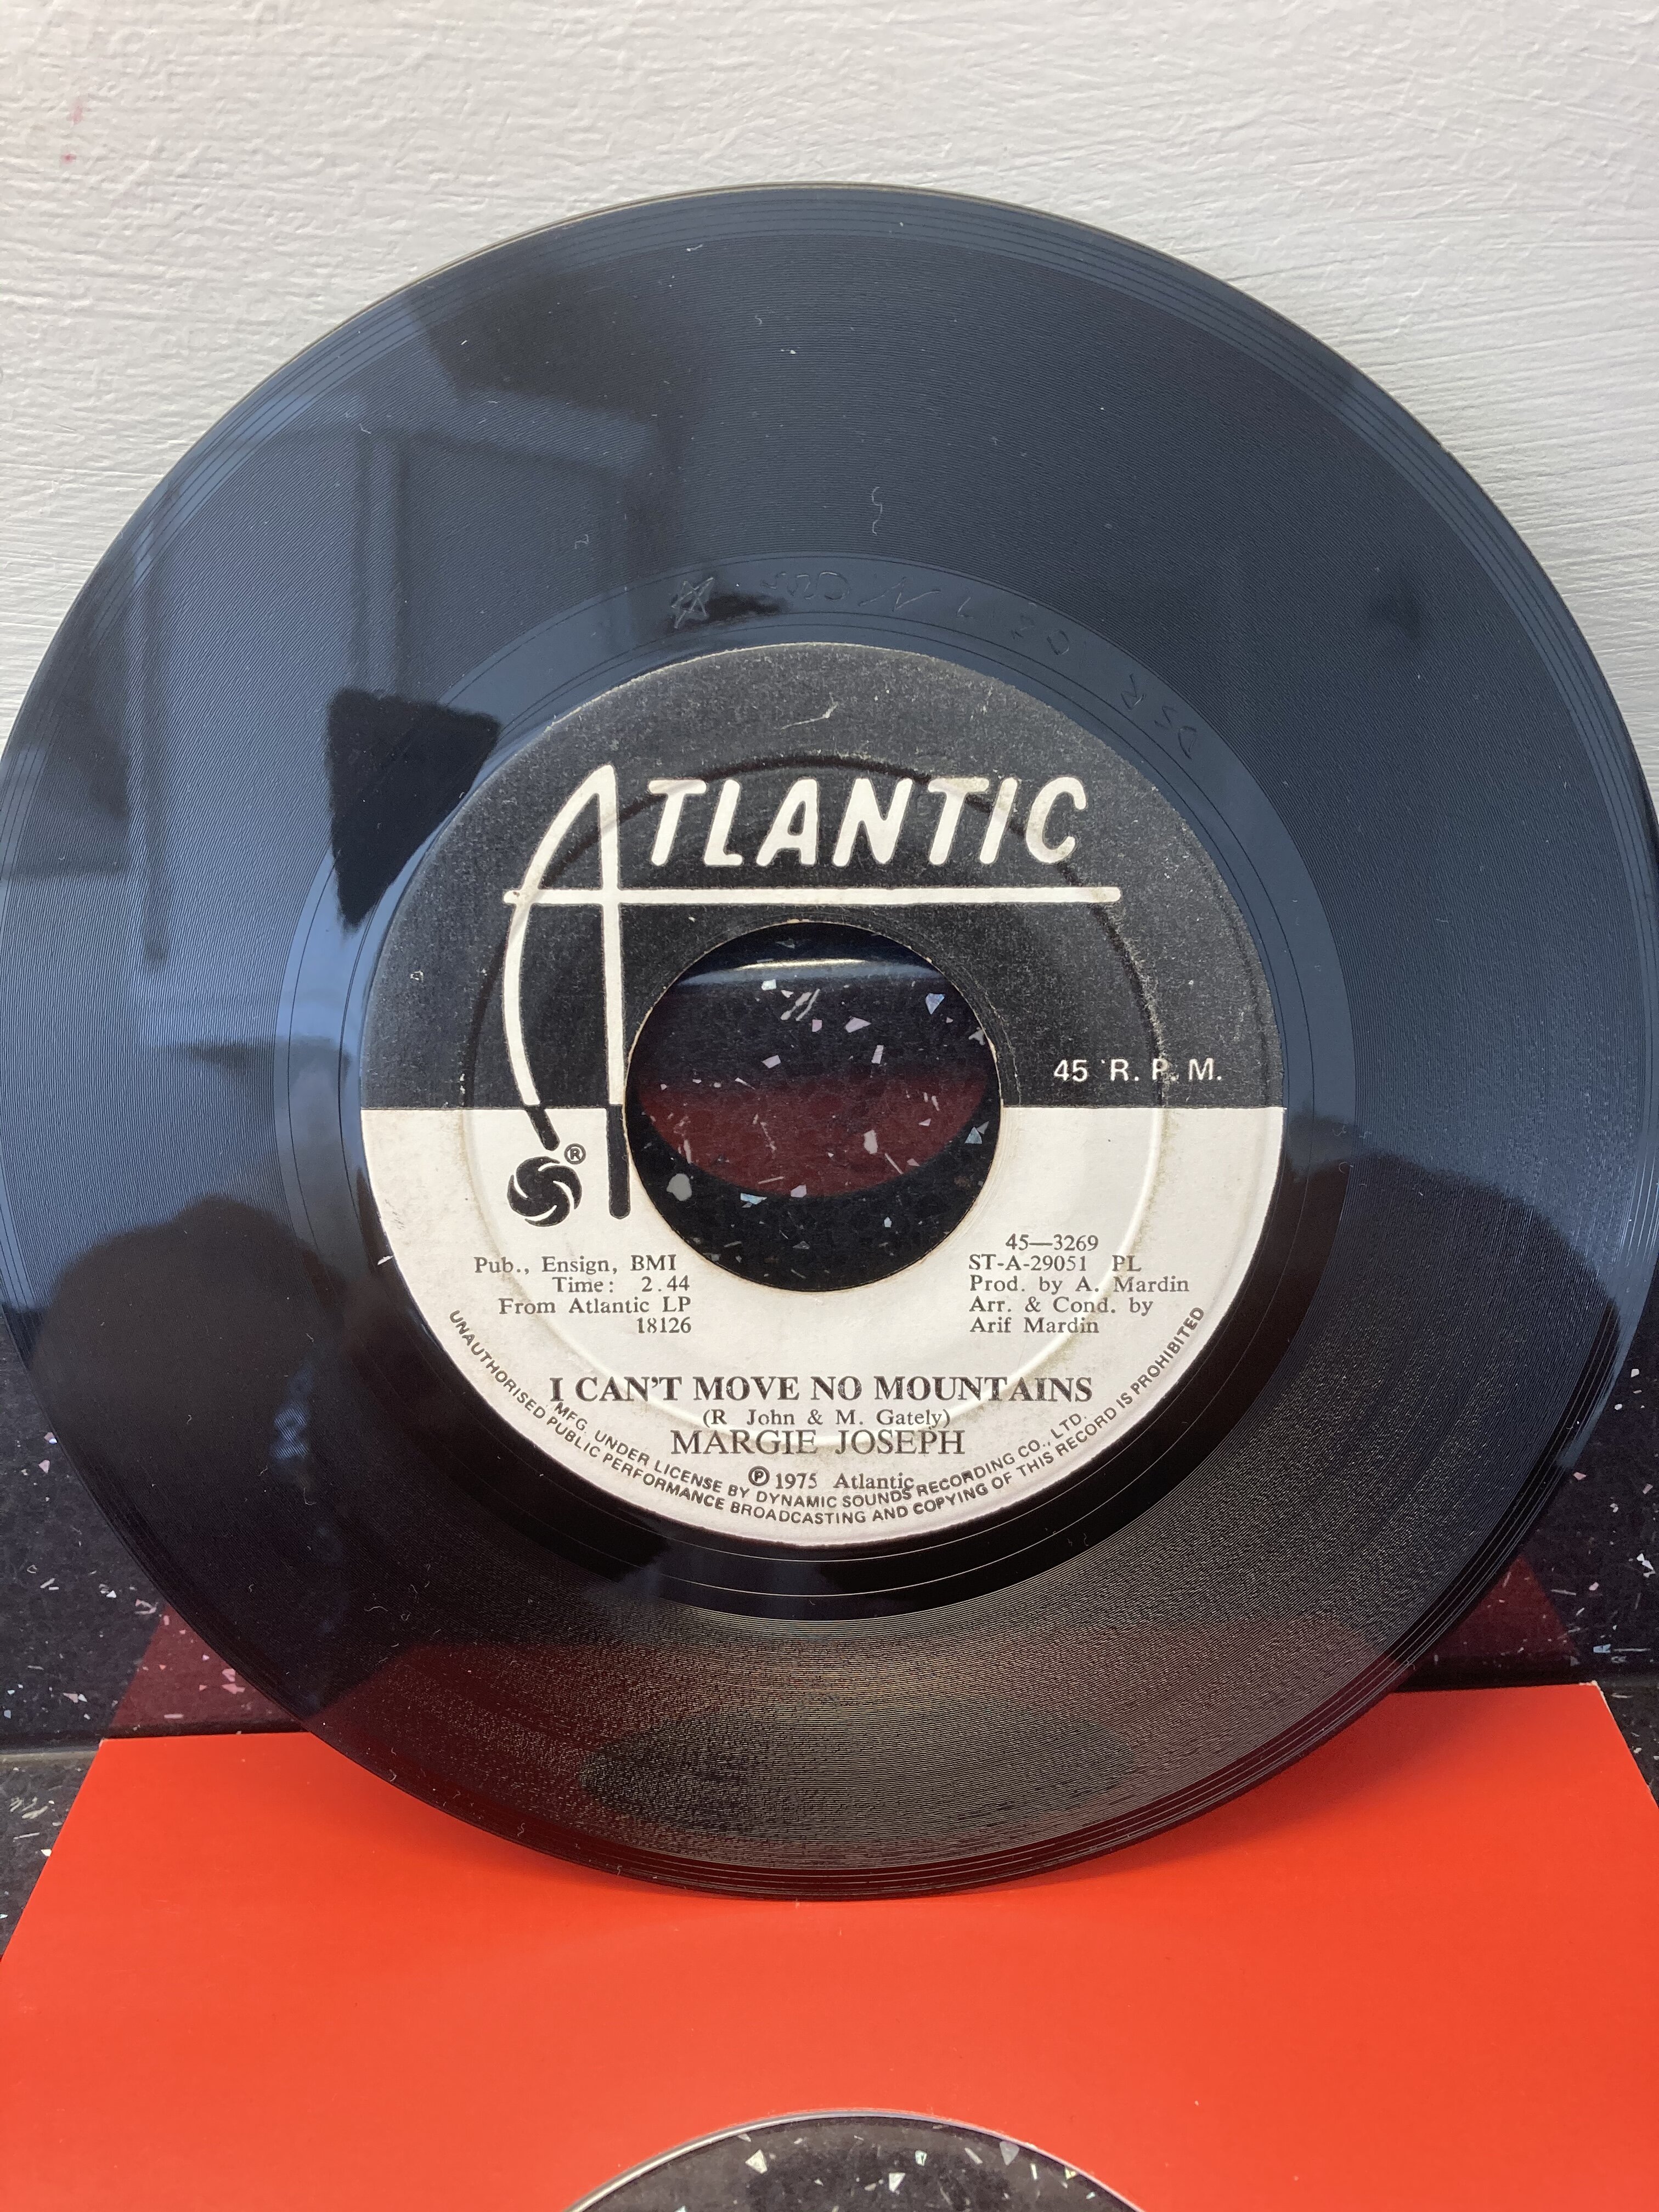 ATLANTIC
45 R. P. M.
®
Pub., Ensign, BMI
Time: 2.44
From Atlantic LP
18126
45—3269
ST-A-29051 PL
Prod. by A. Mardin
Arr. & Cond. by
Arif Mardin
I CAN'T MOVE NO MOUNTAINS
(R John & M. Gately)
MARGIE JOSEPH
℗ 1975 Atlantic
MFG. UNDER LICENSE BY DYNAMIC SOUNDS RECORDING CO., LTD.
UNAUTHORISED PUBLIC PERFORMANCE BROADCASTING AND COPYING OF THIS RECORD IS PROHIBITED